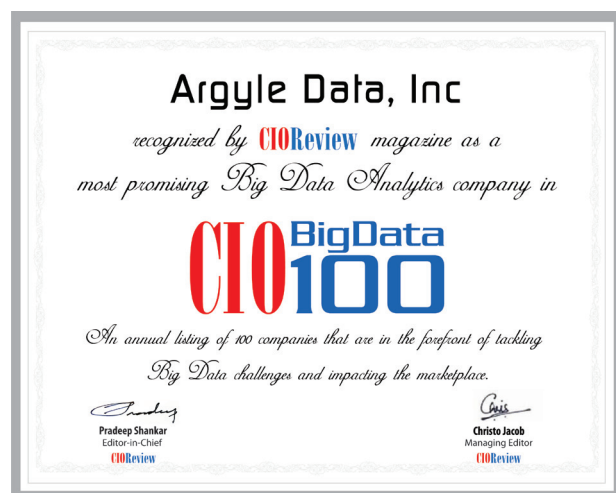 Argyle Data, Inc
recognized by CIOReview magazine as a
most promising Big Data Analytics company in
CIO BigData 100
An annual listing of 100 companies that are in the forefront of tackling
Big Data challenges and impacting the marketplace.
Pradeep Shankar
Editor-in-Chief
CIOReview
Chris
Christo Jacob
Managing Editor
CIOReview